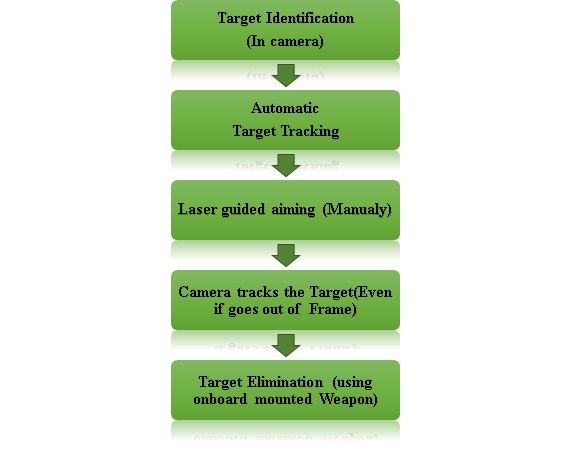 Target Identification
(In camera)
Automatic
Target Tracking
Laser guided aiming (Manualy)
Camera tracks the Target(Even
if goes out of Frame)
Target Elimination (using
onboard mounted Weapon)